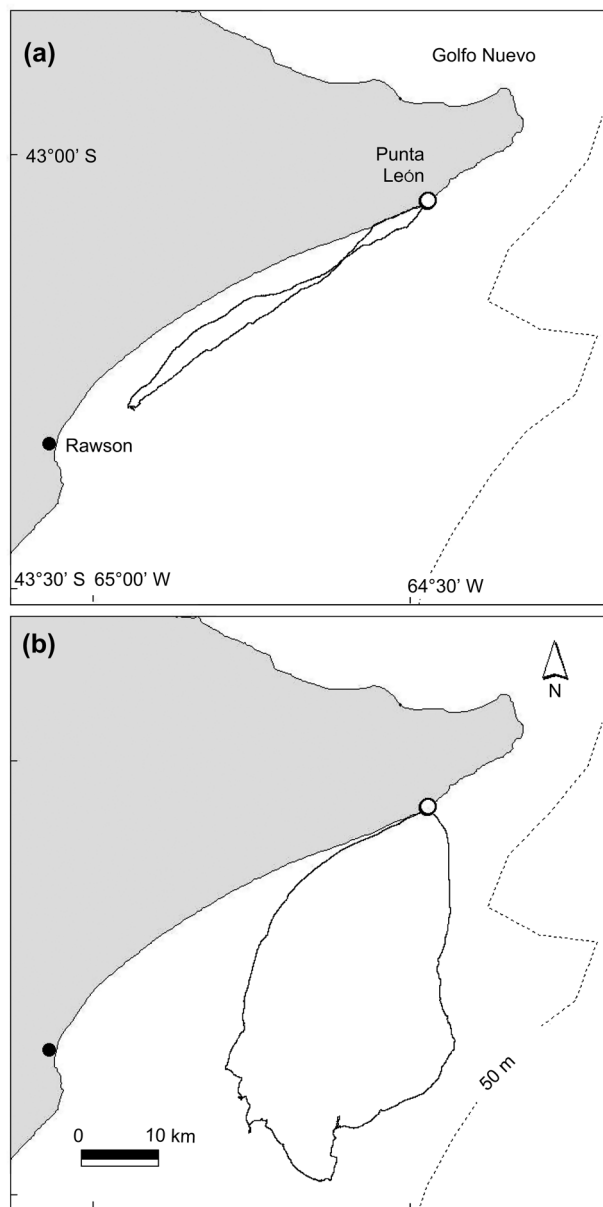 (a)
Golfo Nuevo
43°00' S
Punta
León
Rawson
43°30' S 65°00' W
64°30' W
(b)
N
50 m
0 10 km